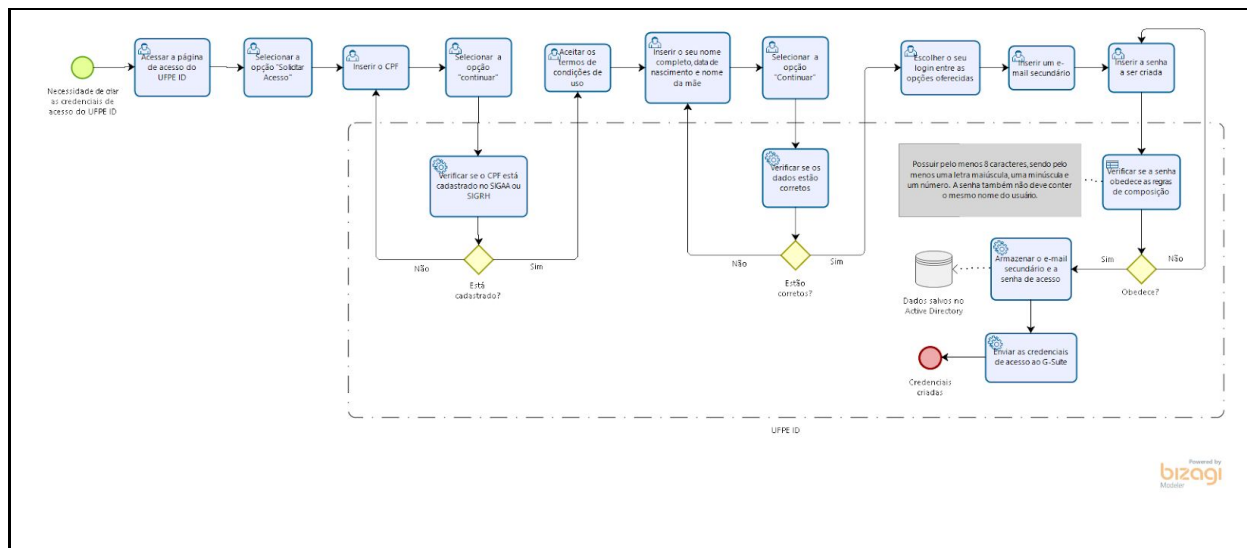 Necessidade de criar
as credenciais de
acesso do UFPE ID
Acessar a página de
acesso do UFPE ID
Selecionar a
opção "Solicitar
Acesso"
Inserir o CPF
Selecionar a
opção
"continuar"
Aceitar os
termos de
condições de
uso
Inserir o seu nome
completo, data de
nascimento e nome
da mãe
Selecionar a
opção
"Continuar"
Escolher o seu
login entre as
opções oferecidas
Inserir um e-
mail secundário
Inserir a senha
a ser criada
Verificar se o CPF está
cadastrado no SIGAA ou
SIGRH
Não
Sim
Está
cadastrado?
Verificar se os
dados estão
corretos
Não
Sim
Estão
corretos?
Possuir pelo menos 8 caracteres, sendo pelo
menos uma letra maiúscula, uma minúscula e
um número. A senha também não deve conter
o mesmo nome do usuário.
Verificar se a senha
obedece as regras
de composição
Sim
Não
Obedece?
Armazenar o e-mail
secundário e a
senha de acesso
Dados salvos no
Active Directory
Enviar as credenciais
de acesso ao G-Suite
Credenciais
criadas
UFPE ID
Powered by
bizagi
Modeler